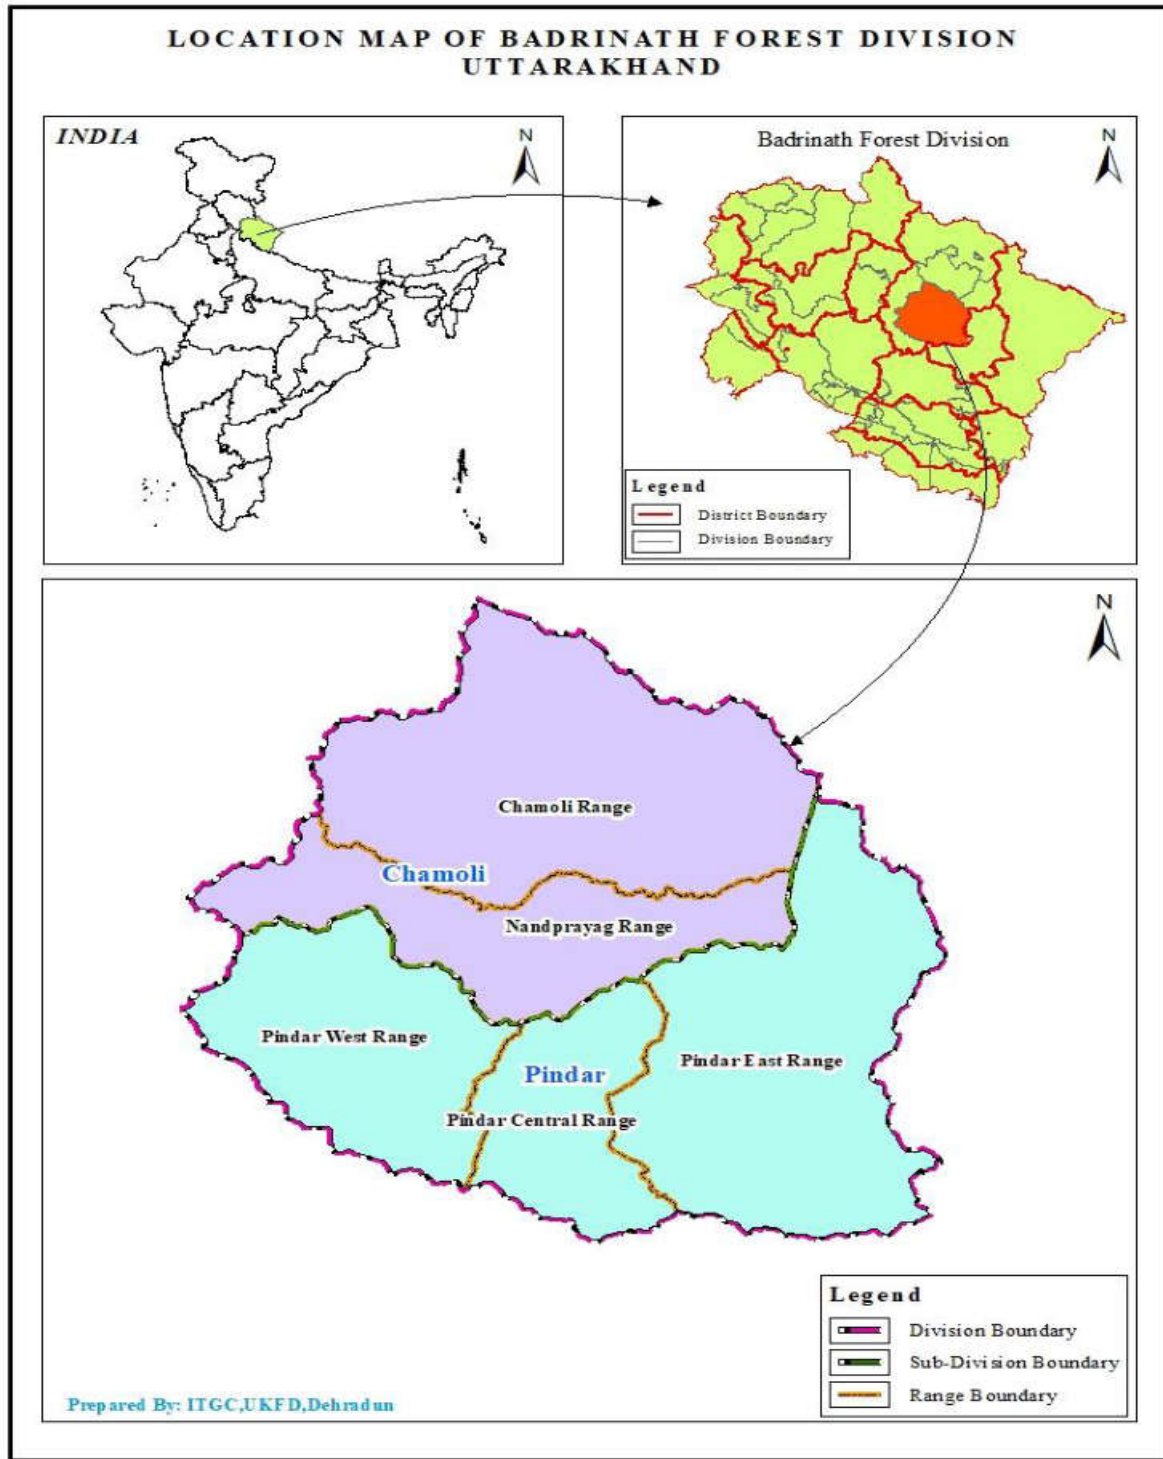 LOCATION MAP OF BADRINATH FOREST DIVISION
UTTARAKHAND
INDIA
N
Badrinath Forest Division
N
Legend
District Boundary
Division Boundary
N
Chamoli Range
Chamoli
Nandprayag Range
Pindar West Range
Pindar East Range
Pindar
Pindar Central Range
Legend
Division Boundary
Sub-Division Boundary
Range Boundary
Prepared By: ITGC,UKFD,Dehradun